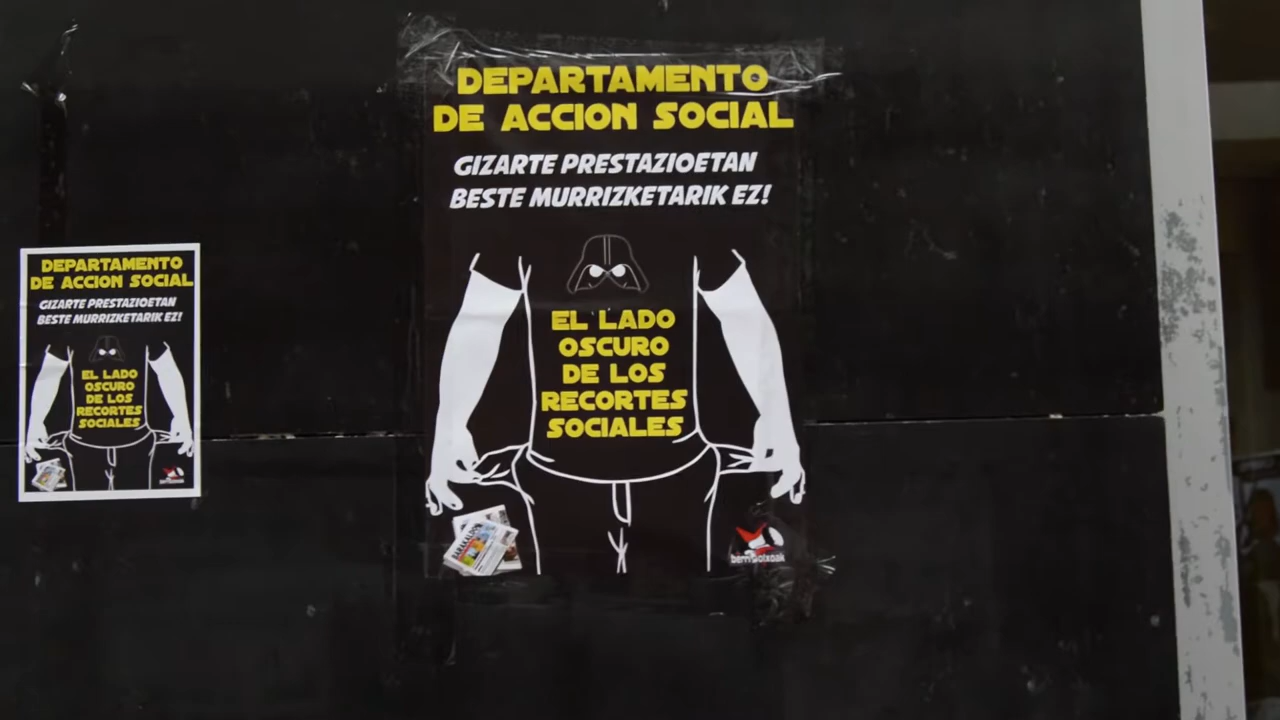 DEPARTAMENTO
DE ACCION SOCIAL
GIZARTE PRESTAZIOETAN
BESTE MURRIZKETARIK EZ!
EL LADO
OSCURO
DE LOS
RECORTES
SOCIALES
DEPARTAMENTO
DE ACCION SOCIAL
GIZARTE PRESTAZIOETAN
BESTE MURRIZKETARIK EZ!
EL LADO
OSCURO
DE LOS
RECORTES
SOCIALES